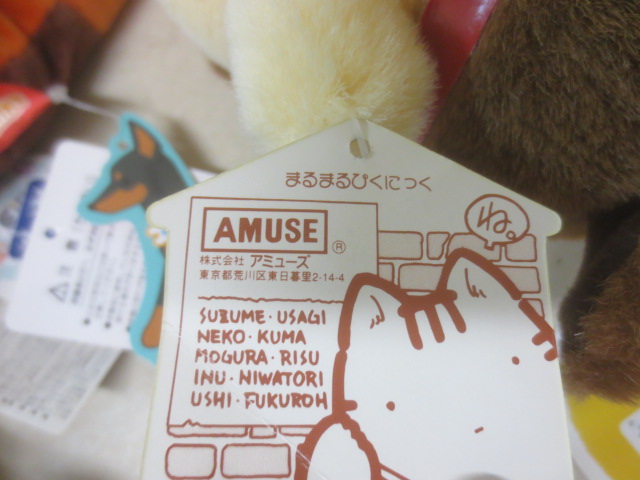 まるまるぴくにっく
ね。
AMUSE®
株式会社 アミューズ
東京都荒川区東日暮里2-14-4
SUZUME・USAGI
NEKO・KUMA
MOGURA・RISU
INU・NIWATORI
USHI・FUKUROH